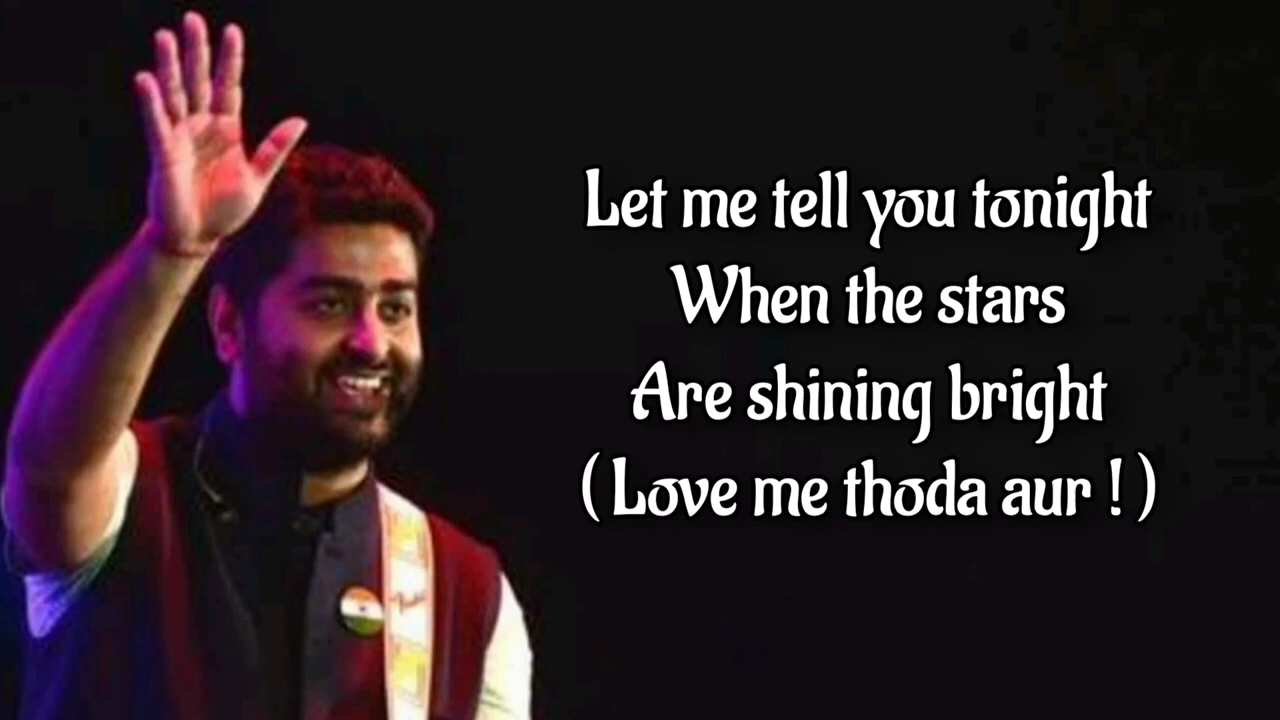 Let me tell you tonight
When the stars
Are shining bright
( Love me thoda aur ! )